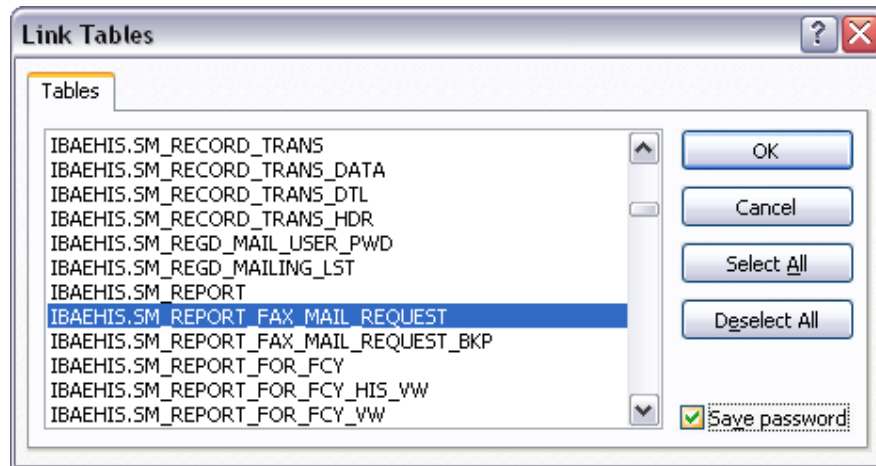 Link Tables
?
Tables
IBAEHIS.SM_RECORD_TRANS
IBAEHIS.SM_RECORD_TRANS_DATA
IBAEHIS.SM_RECORD_TRANS_DTL
IBAEHIS.SM_RECORD_TRANS_HDR
IBAEHIS.SM_REGD_MAIL_USER_PWD
IBAEHIS.SM_REGD_MAILING_LST
IBAEHIS.SM_REPORT
IBAEHIS.SM_REPORT_FAX_MAIL_REQUEST
IBAEHIS.SM_REPORT_FAX_MAIL_REQUEST_BKP
IBAEHIS.SM_REPORT_FOR_FCY
IBAEHIS.SM_REPORT_FOR_FCY_HIS_VW
IBAEHIS.SM_REPORT_FOR_FCY_VW
OK
Cancel
Select All
Deselect All
Save password